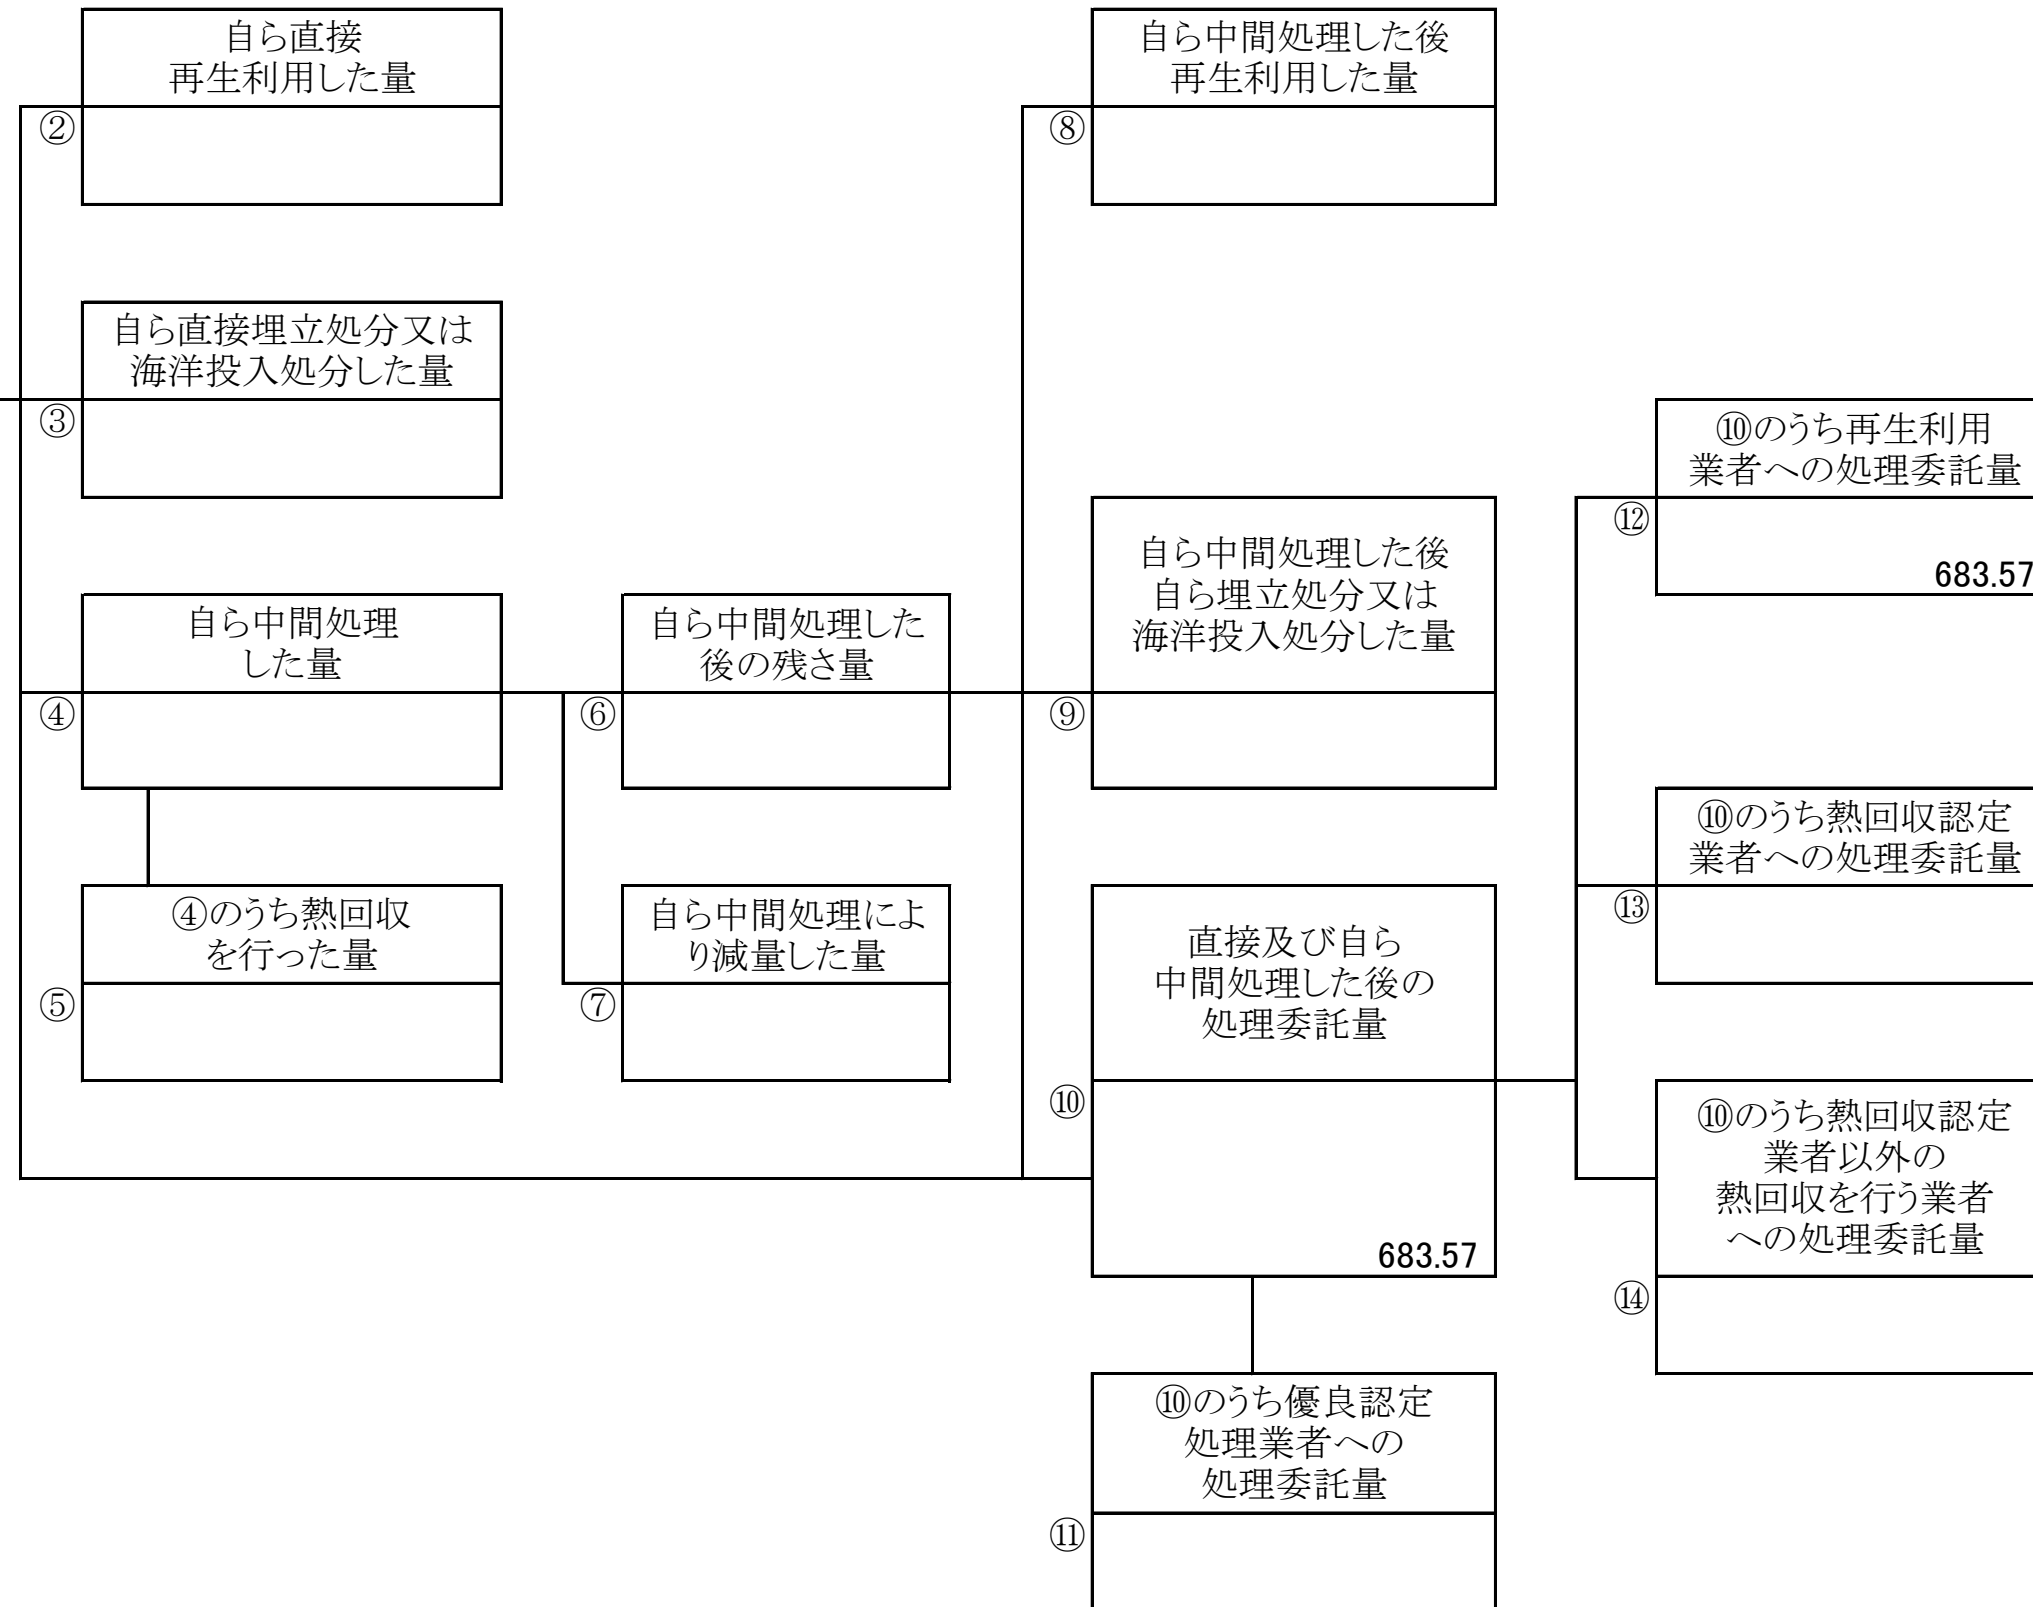 自ら直接
再生利用した量
②
自ら直接埋立処分又は
海洋投入処分した量
③
自ら中間処理
した量
④
④のうち熱回収
を行った量
⑤
自ら中間処理した
後の残さ量
⑥
自ら中間処理によ
り減量した量
⑦
自ら中間処理した後
再生利用した量
⑧
自ら中間処理した後
自ら埋立処分又は
海洋投入処分した量
⑨
直接及び自ら
中間処理した後の
処理委託量
⑩
683.57
⑩のうち優良認定
処理業者への
処理委託量
⑪
⑩のうち再生利用
業者への処理委託量
⑫
683.57
⑩のうち熱回収認定
業者への処理委託量
⑬
⑩のうち熱回収認定
業者以外の
熱回収を行う業者
への処理委託量
⑭